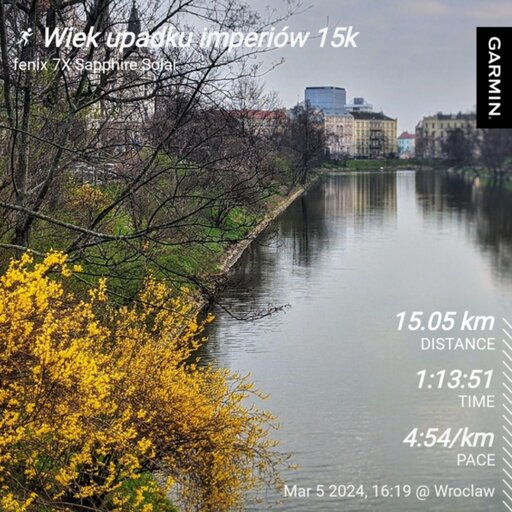 Wiek upadku imperiów 15k
fenix 7X Sapphire Solar
GARMIN
15.05 km
DISTANCE
1:13:51
TIME
4:54/km
PACE
Mar 5 2024, 16:19 @ Wroclaw